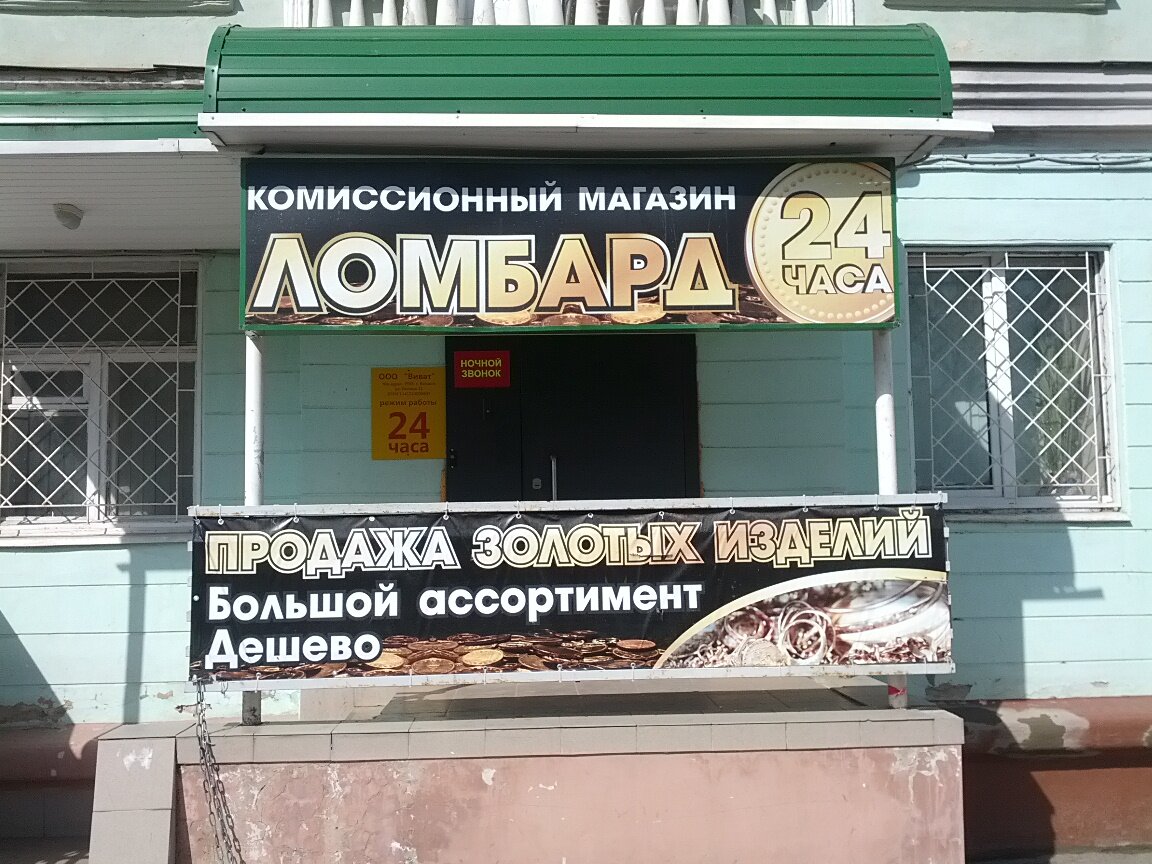 КОМИССИОННЫЙ МАГАЗИН
ЛОМБАРД
24
ЧАСА
НОЧНОЙ
ЗВОНОК
ООО "Виват"
режим работы
24
часа
ПРОДАЖА ЗОЛОТЫХ ИЗДЕЛИЙ
Большой ассортимент
Дешево